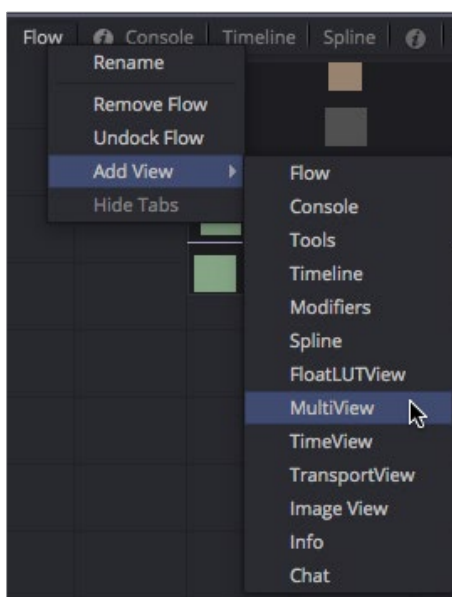 Flow Console Timeline Spline
Rename
Remove Flow
Undock Flow
Add View
Hide Tabs
Flow
Console
Tools
Timeline
Modifiers
Spline
FloatLUTView
MultiView
TimeView
TransportView
Image View
Info
Chat